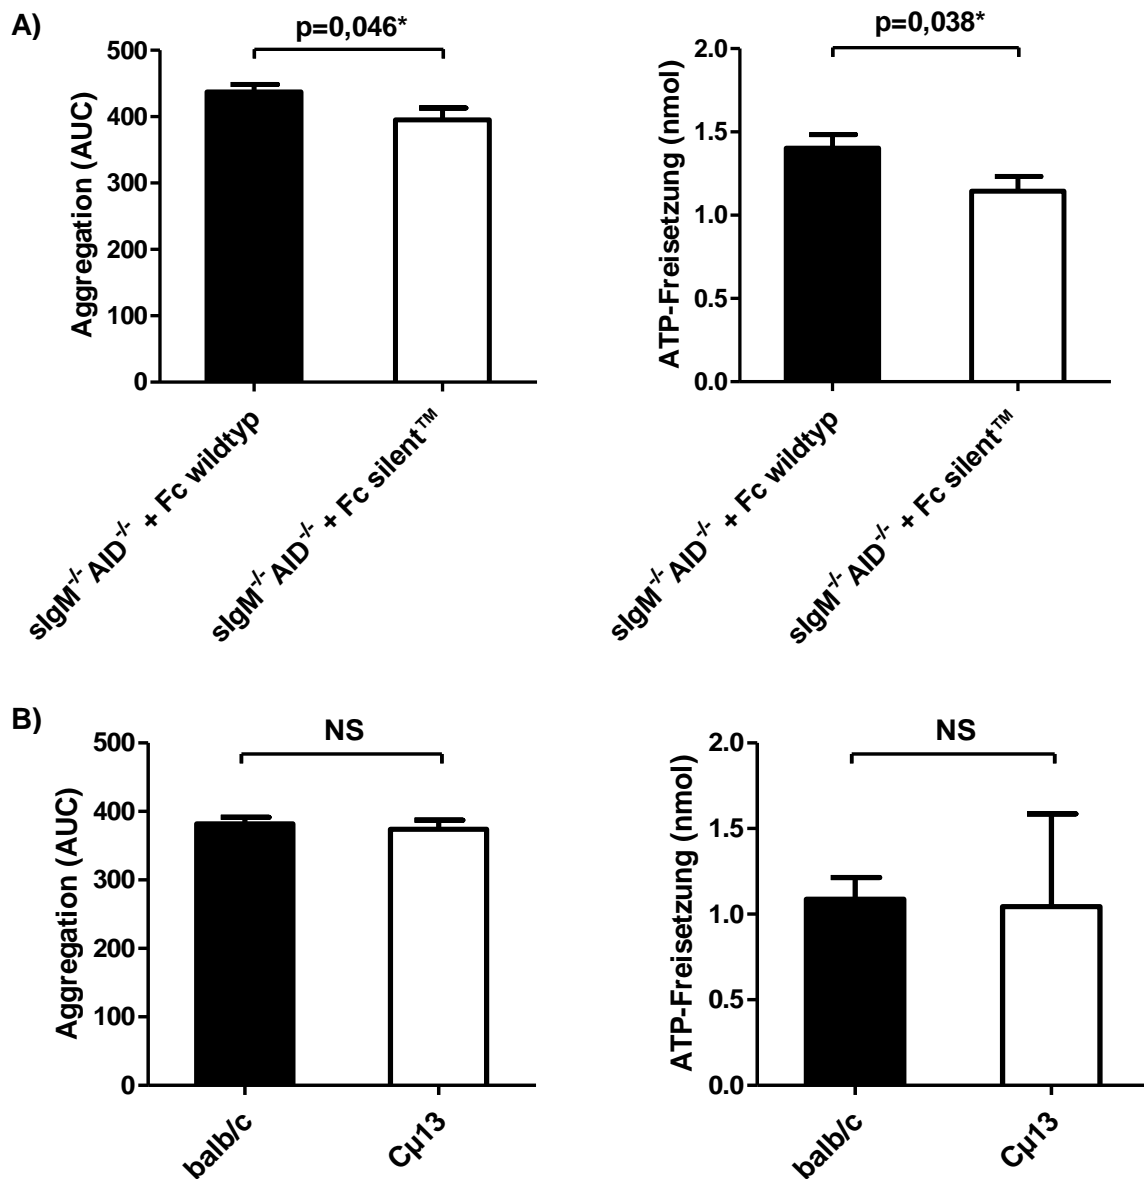 A)
p=0,046*
Aggregation (AUC)
500
400
300
200
100
0
sIgM-/- AID-/- + Fc wildtyp
sIgM-/- AID-/- + Fc silent™
p=0,038*
ATP-Freisetzung (nmol)
2.0
1.5
1.0
0.5
0.0
sIgM-/- AID-/- + Fc wildtyp
sIgM-/- AID-/- + Fc silent™
B)
NS
Aggregation (AUC)
500
400
300
200
100
0
balb/c
Cµ13
NS
ATP-Freisetzung (nmol)
2.0
1.5
1.0
0.5
0.0
balb/c
Cµ13